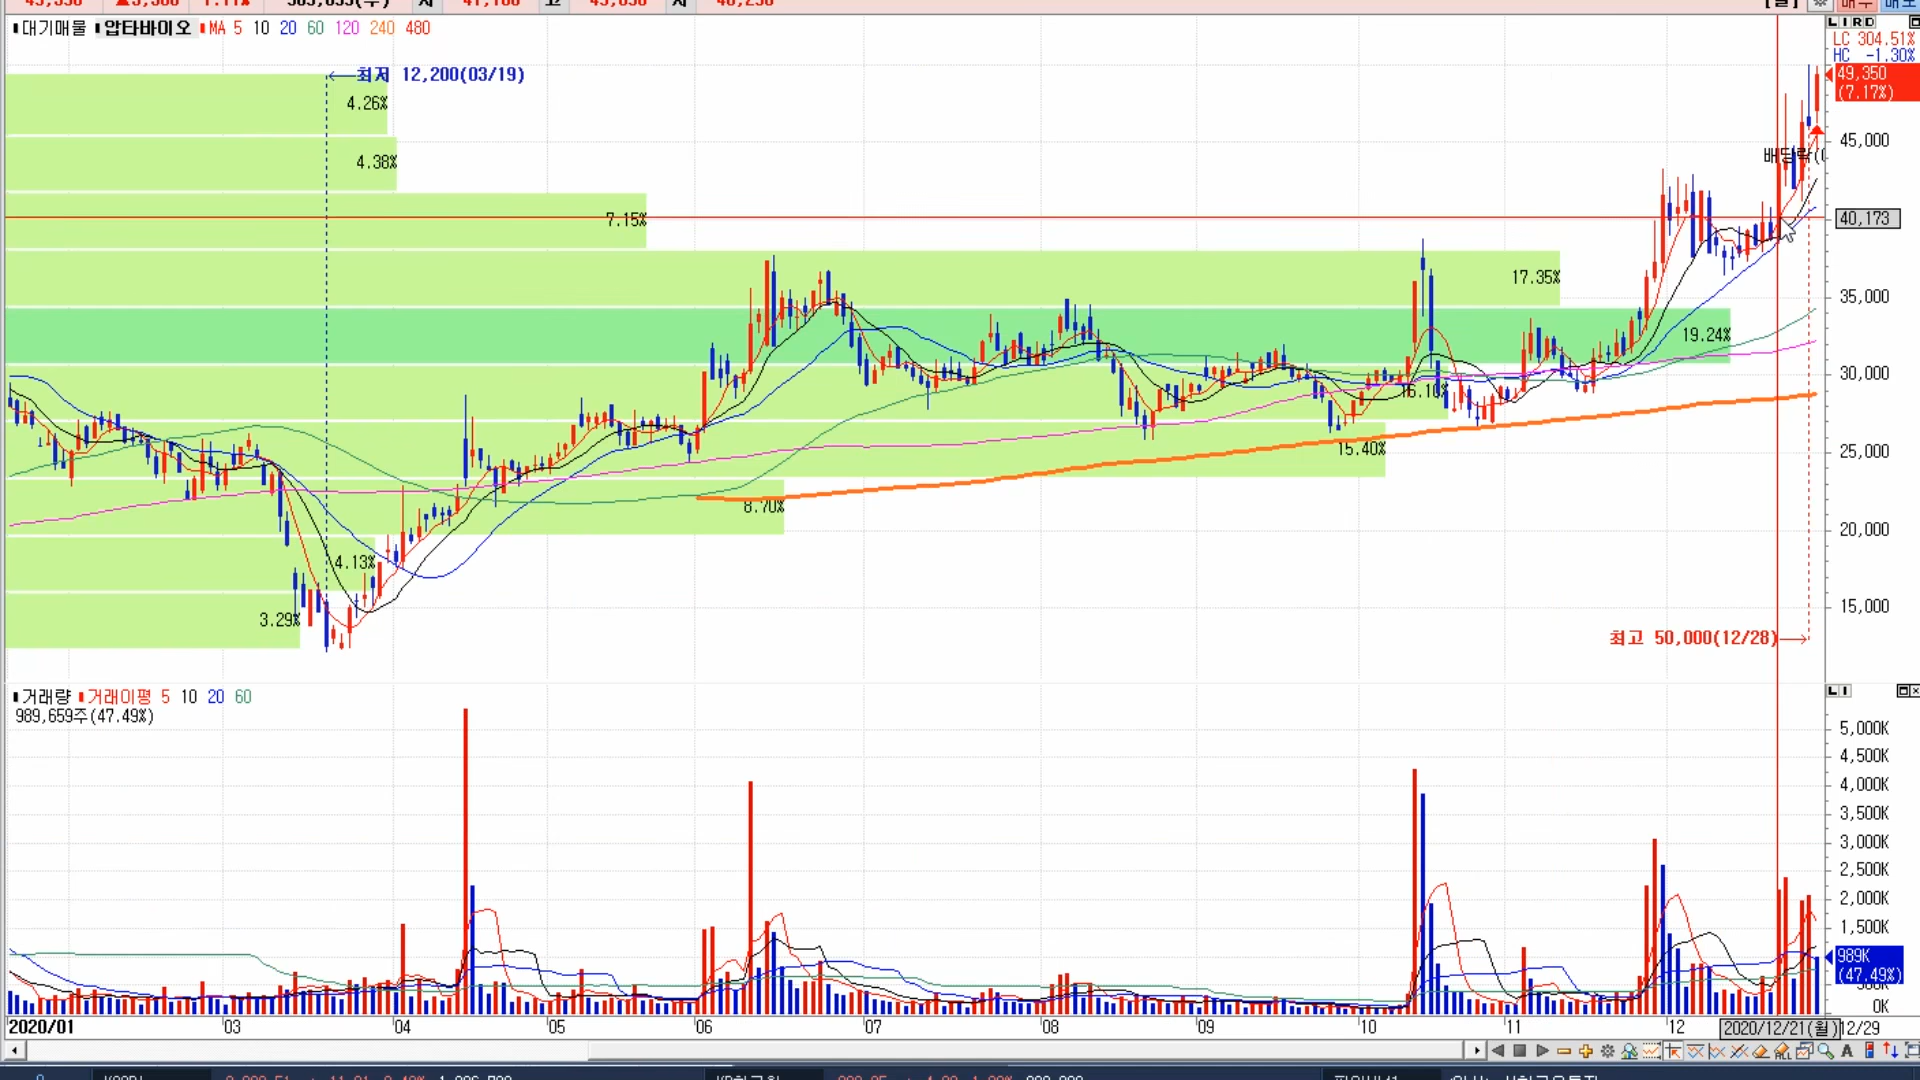 대기매물 압타바이오 MA 5 10 20 60 120 240 480
LIRD
LC 304.51%
HC -1.30%
49,350
(7.17%)
최저 12,200(03/19)
4.26%
4.38%
7.15%
17.35%
19.24%
16.10%
15.40%
8.70%
4.13%
3.29%
45,000
40,173
35,000
30,000
25,000
20,000
15,000
최고 50,000(12/28)
거래량 거래이평 5 10 20 60
989,659주(47.49%)
LI
5,000K
4,500K
4,000K
3,500K
3,000K
2,500K
2,000K
1,500K
989K
(47.49%)
0K
2020/01 03 04 05 06 07 08 09 10 11 12 2020/12/21(월) 12/29